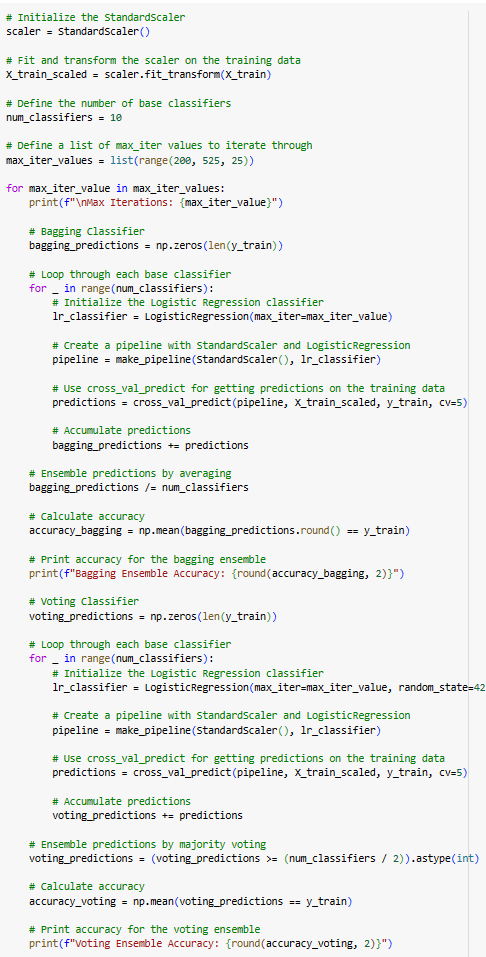 # Initialize the StandardScaler
scaler = StandardScaler()
# Fit and transform the scaler on the training data
X_train_scaled = scaler.fit_transform(X_train)
# Define the number of base classifiers
num_classifiers = 10
# Define a list of max_iter values to iterate through
max_iter_values = list(range(200, 525, 25))
for max_iter_value in max_iter_values:
    print(f"\nMax Iterations: {max_iter_value}")
    # Bagging Classifier
    bagging_predictions = np.zeros(len(y_train))
    # Loop through each base classifier
    for _ in range(num_classifiers):
        # Initialize the Logistic Regression classifier
        lr_classifier = LogisticRegression(max_iter=max_iter_value)
        # Create a pipeline with StandardScaler and LogisticRegression
        pipeline = make_pipeline(StandardScaler(), lr_classifier)
        # Use cross_val_predict for getting predictions on the training data
        predictions = cross_val_predict(pipeline, X_train_scaled, y_train, cv=5)
        # Accumulate predictions
        bagging_predictions += predictions
    # Ensemble predictions by averaging
    bagging_predictions /= num_classifiers
    # Calculate accuracy
    accuracy_bagging = np.mean(bagging_predictions.round() == y_train)
    # Print accuracy for the bagging ensemble
    print(f"Bagging Ensemble Accuracy: {round(accuracy_bagging, 2)}")
    # Voting Classifier
    voting_predictions = np.zeros(len(y_train))
    # Loop through each base classifier
    for _ in range(num_classifiers):
        # Initialize the Logistic Regression classifier
        lr_classifier = LogisticRegression(max_iter=max_iter_value, random_state=42
        # Create a pipeline with StandardScaler and LogisticRegression
        pipeline = make_pipeline(StandardScaler(), lr_classifier)
        # Use cross_val_predict for getting predictions on the training data
        predictions = cross_val_predict(pipeline, X_train_scaled, y_train, cv=5)
        # Accumulate predictions
        voting_predictions += predictions
    # Ensemble predictions by majority voting
    voting_predictions = (voting_predictions >= (num_classifiers / 2)).astype(int)
    # Calculate accuracy
    accuracy_voting = np.mean(voting_predictions == y_train)
    # Print accuracy for the voting ensemble
    print(f"Voting Ensemble Accuracy: {round(accuracy_voting, 2)}")